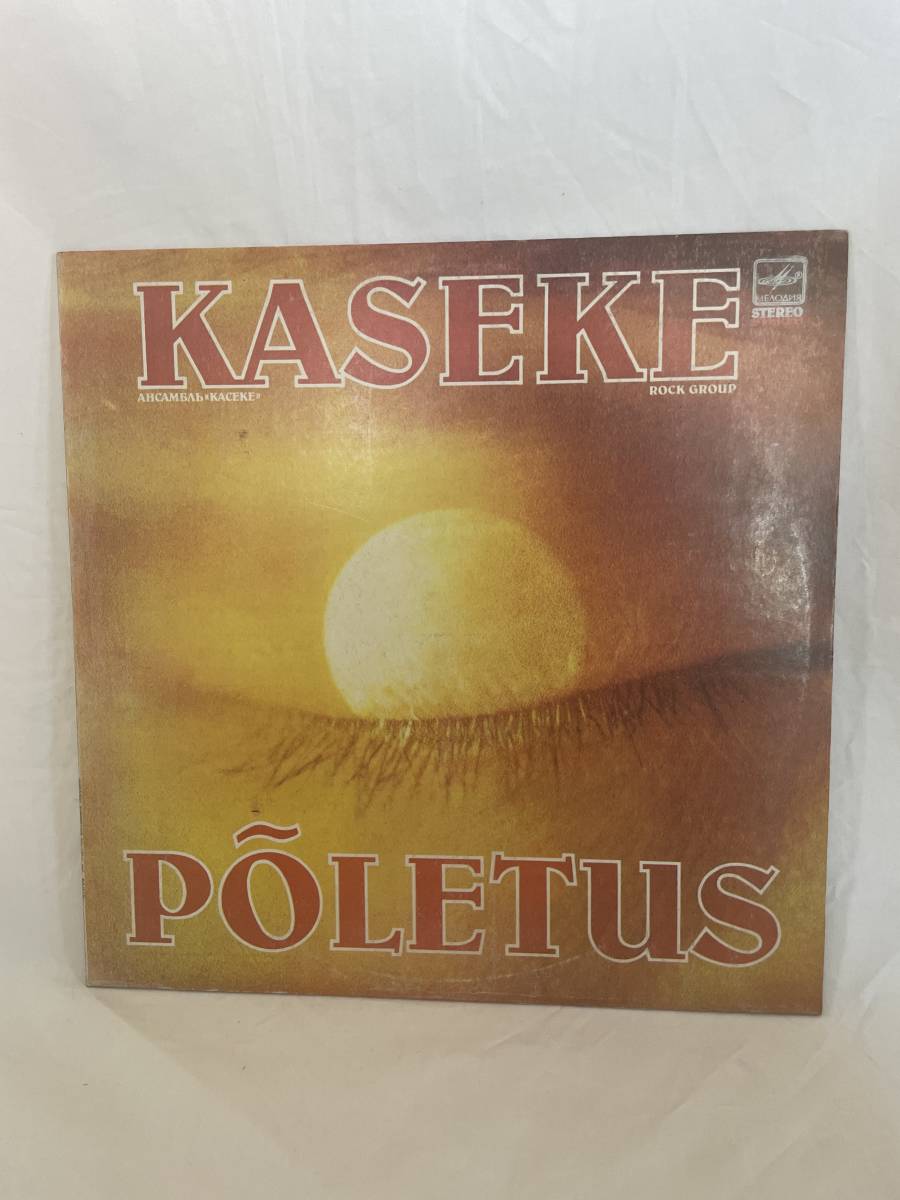 KASEKE
АНСАМБЛЬ «КАСЕКЕ»
ROCK GROUP
МЕЛОДИЯ
STEREO
PÕLETUS